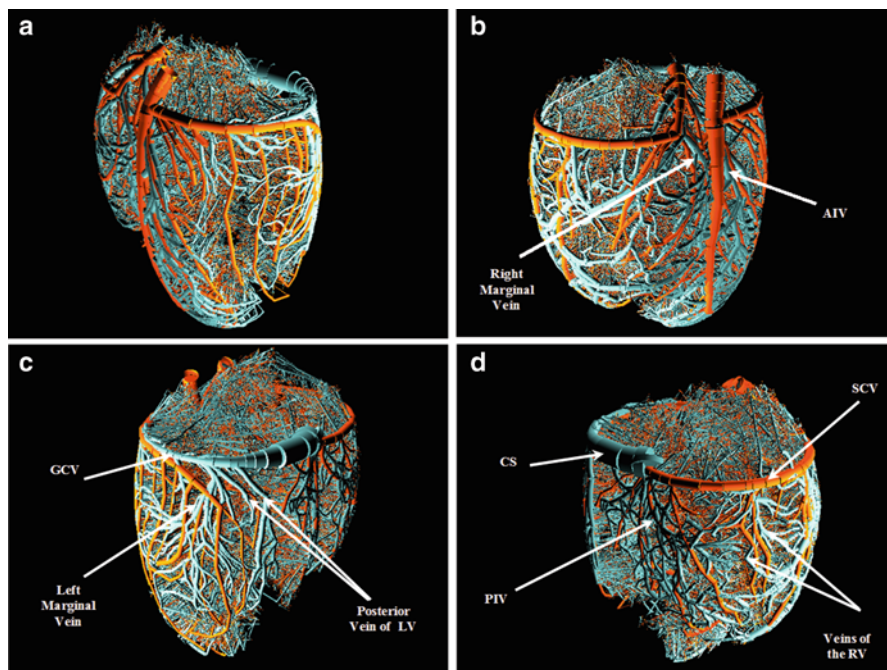 a
b
AIV
Right
Marginal
Vein
c
GCV
Left
Marginal
Vein
Posterior
Vein of LV
d
SCV
CS
PIV
Veins
of the RV